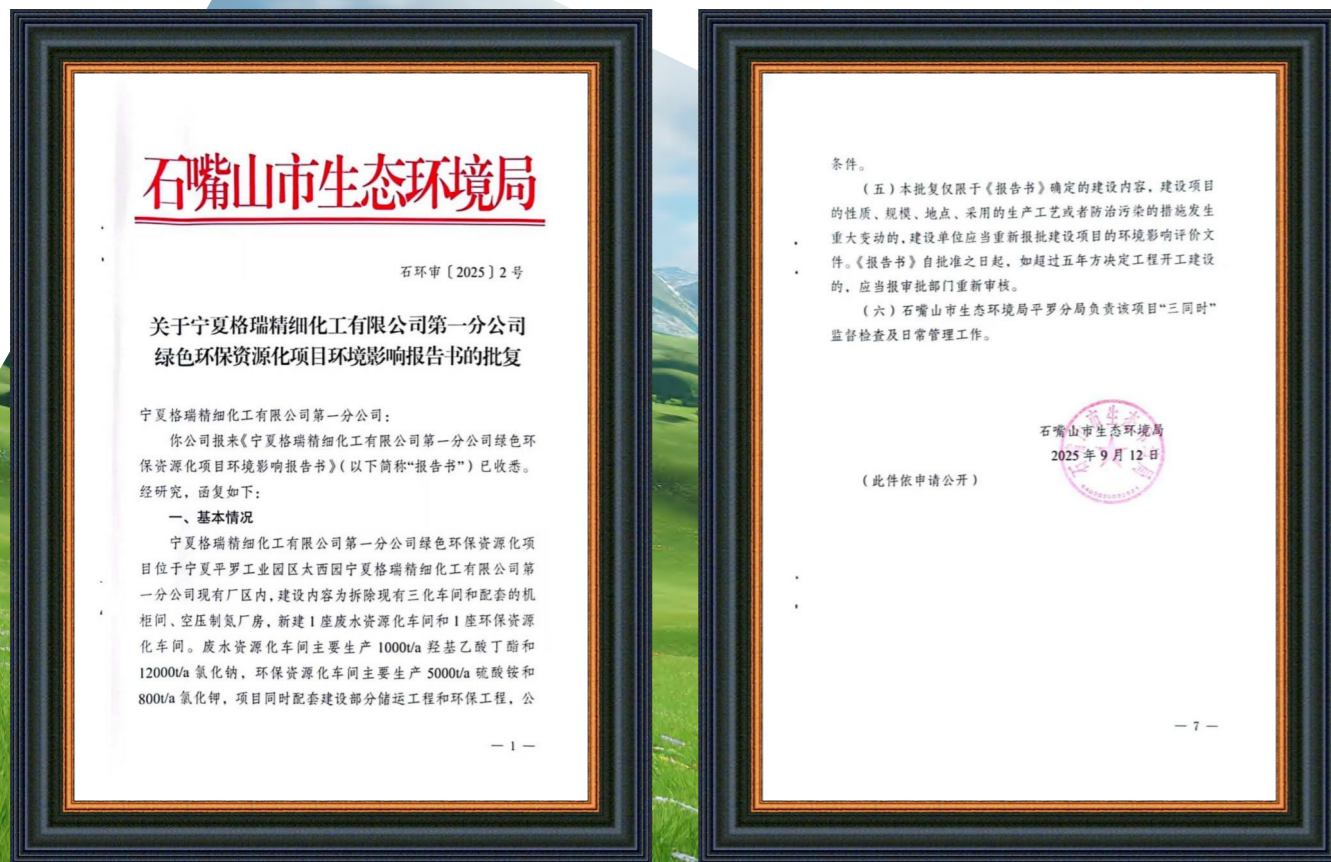 石嘴山市生态环境局
石环审〔2025〕2号
关于宁夏格瑞精细化工有限公司第一分公司
绿色环保资源化项目环境影响报告书的批复
宁夏格瑞精细化工有限公司第一分公司：
你公司报来《宁夏格瑞精细化工有限公司第一分公司绿色环
保资源化项目环境影响报告书》（以下简称“报告书”）已收悉。
经研究，函复如下：
一、基本情况
宁夏格瑞精细化工有限公司第一分公司绿色环保资源化项
目位于宁夏平罗工业园区太西园宁夏格瑞精细化工有限公司第
一分公司现有厂区内，建设内容为拆除现有三化车间和配套的机
柜间、空压制氮厂房，新建1座废水资源化车间和1座环保资源
化车间。废水资源化车间主要生产1000t/a羟基乙酸丁酯和
12000t/a氯化钠，环保资源化车间主要生产5000t/a硫酸铵和
800t/a氯化钾，项目同时配套建设部分储运工程和环保工程，公
— 1 —
条件。
（五）本批复仅限于《报告书》确定的建设内容，建设项目
的性质、规模、地点、采用的生产工艺或者防治污染的措施发生
重大变动的，建设单位应当重新报批建设项目的环境影响评价文
件。《报告书》自批准之日起，如超过五年方决定工程开工建设
的，应当报审批部门重新审核。
（六）石嘴山市生态环境局平罗分局负责该项目“三同时”
监督检查及日常管理工作。
石嘴山市生态环境局
2025年9月12日
（此件依申请公开）
— 7 —